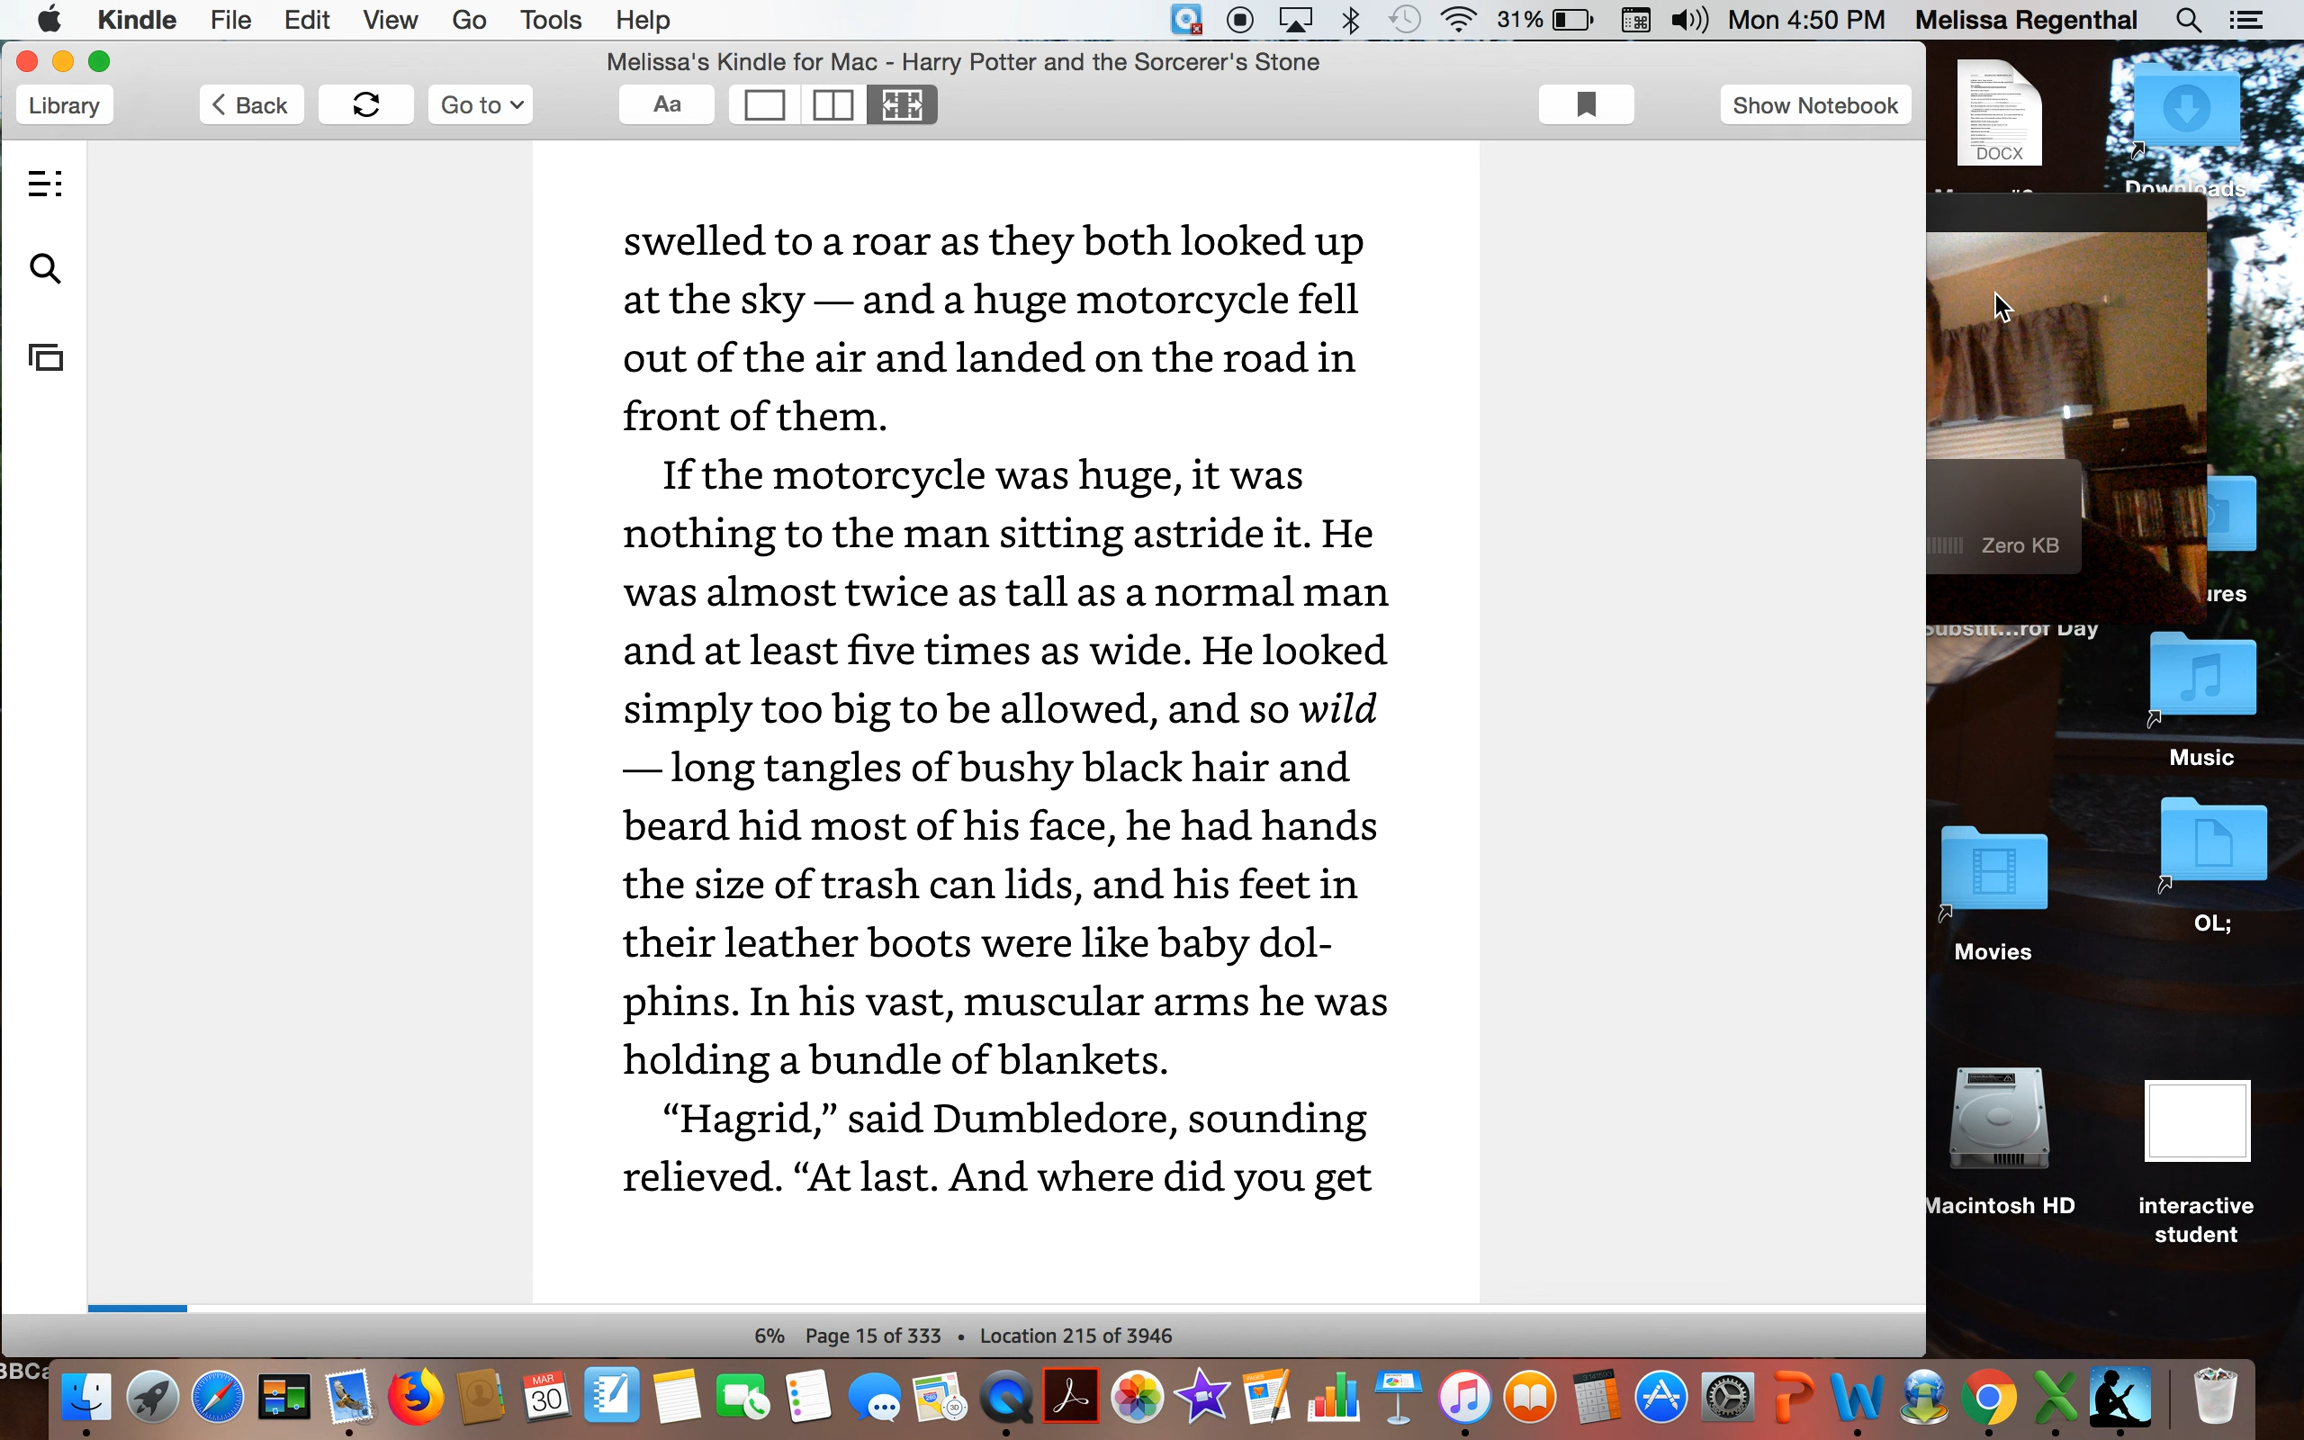 Kindle File Edit View Go Tools Help 31% Mon 4:50 PM Melissa Regenthal
Melissa's Kindle for Mac - Harry Potter and the Sorcerer's Stone
Library Back Go to Aa Show Notebook
DOCX
Downloads
swelled to a roar as they both looked up
at the sky — and a huge motorcycle fell
out of the air and landed on the road in
front of them.
If the motorcycle was huge, it was
nothing to the man sitting astride it. He
was almost twice as tall as a normal man
and at least five times as wide. He looked
simply too big to be allowed, and so wild
— long tangles of bushy black hair and
beard hid most of his face, he had hands
the size of trash can lids, and his feet in
their leather boots were like baby dol-
phins. In his vast, muscular arms he was
holding a bundle of blankets.
“Hagrid,” said Dumbledore, sounding
relieved. “At last. And where did you get
Zero KB
ures
Substit...rof Day
Music
OL;
Movies
Macintosh HD
interactive
student
6% Page 15 of 333 • Location 215 of 3946
MAR
30